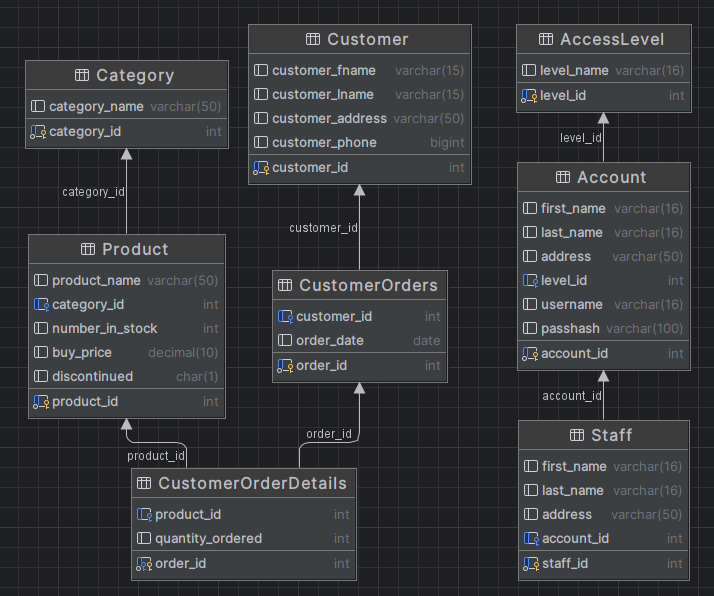 Category
category_name varchar(50)
category_id int
Customer
customer_fname varchar(15)
customer_lname varchar(15)
customer_address varchar(50)
customer_phone bigint
customer_id int
AccessLevel
level_name varchar(16)
level_id int
category_id
customer_id
level_id
Product
product_name varchar(50)
category_id int
number_in_stock int
buy_price decimal(10)
discontinued char(1)
product_id int
CustomerOrders
customer_id int
order_date date
order_id int
Account
first_name varchar(16)
last_name varchar(16)
address varchar(50)
level_id int
username varchar(16)
passhash varchar(100)
account_id int
product_id
order_id
account_id
CustomerOrderDetails
product_id int
quantity_ordered int
order_id int
Staff
first_name varchar(16)
last_name varchar(16)
address varchar(50)
account_id int
staff_id int